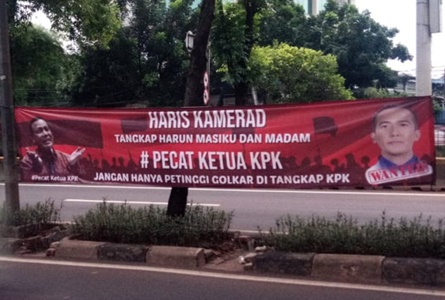 HARIS KAMERAD
TANGKAP HARUN MASIKU DAN MADAM
# PECAT KETUA KPK
JANGAN HANYA PETINGGI GOLKAR DI TANGKAP KPK
#Pecat Ketua KPK
WANTED